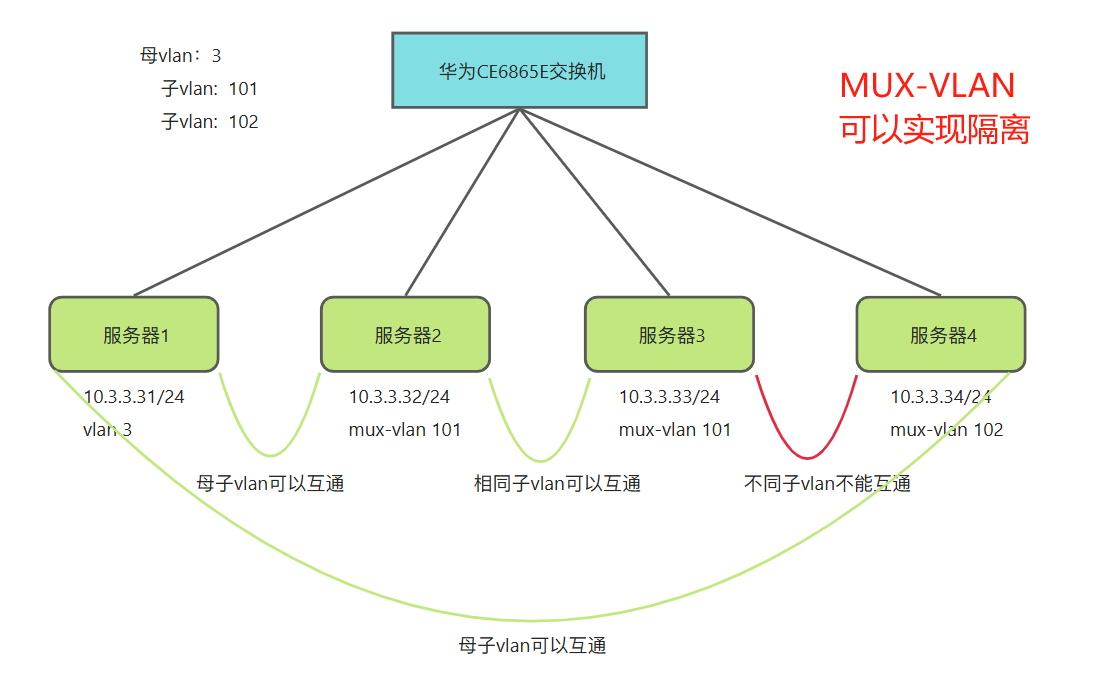 母vlan：3
子vlan：101
子vlan：102
华为CE6865E交换机
MUX-VLAN
可以实现隔离
服务器1
服务器2
服务器3
服务器4
10.3.3.31/24
10.3.3.32/24
10.3.3.33/24
10.3.3.34/24
vlan 3
mux-vlan 101
mux-vlan 101
mux-vlan 102
母子vlan可以互通
相同子vlan可以互通
不同子vlan不能互通
母子vlan可以互通